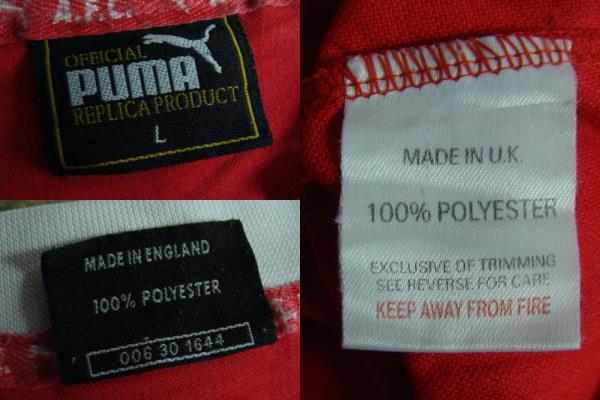 A.F.C.
OFFICIAL
PUMA
REPLICA PRODUCT
L
MADE IN ENGLAND
100% POLYESTER
006 30 1644
MADE IN U.K.
100% POLYESTER
EXCLUSIVE OF TRIMMING
SEE REVERSE FOR CARE
KEEP AWAY FROM FIRE